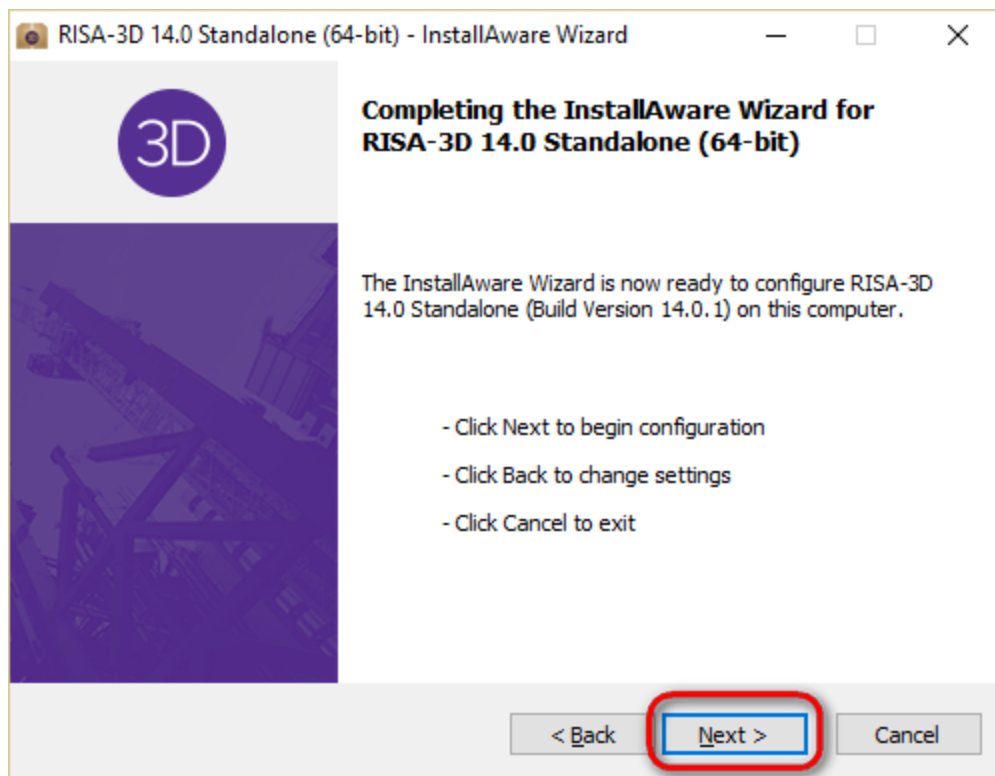 RISA-3D 14.0 Standalone (64-bit) - InstallAware Wizard
3D
Completing the InstallAware Wizard for
RISA-3D 14.0 Standalone (64-bit)
The InstallAware Wizard is now ready to configure RISA-3D
14.0 Standalone (Build Version 14.0.1) on this computer.
- Click Next to begin configuration
- Click Back to change settings
- Click Cancel to exit
< Back
Next >
Cancel